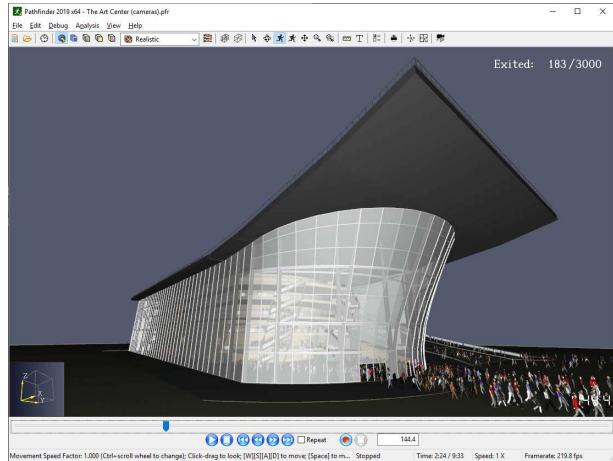 Pathfinder 2019 x64 - The Art Center (cameras).pfr
File Edit Debug Analysis View Help
Realistic
Exited: 183/3000
Z
X
Y
144.4
Repeat
144.4
Movement Speed Factor: 1.000 (Ctrl+scroll wheel to change); Click-drag to look; [W][S][A][D] to move; [Space] to m... Stopped Time: 2:24 / 9:33 Speed: 1 X Framerate: 219.8 fps